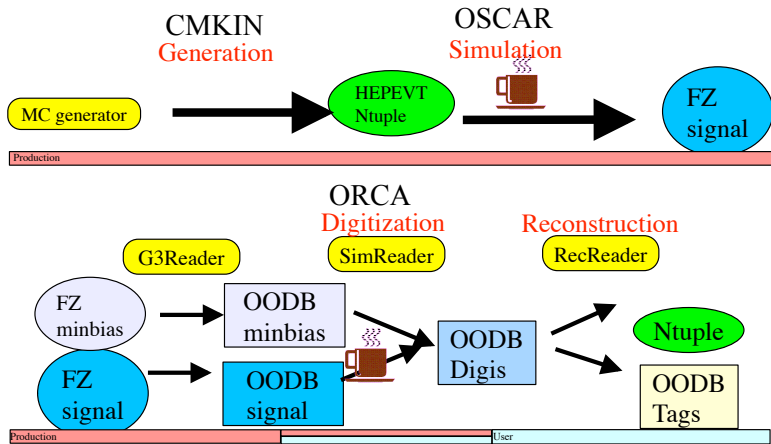 CMKIN
Generation
OSCAR
Simulation
MC generator
HEPEVT
Ntuple
FZ
signal
Production
ORCA
Digitization
Reconstruction
G3Reader
SimReader
RecReader
FZ
minbias
OODB
minbias
OODB
Digis
Ntuple
FZ
signal
OODB
signal
OODB
Tags
Production
User